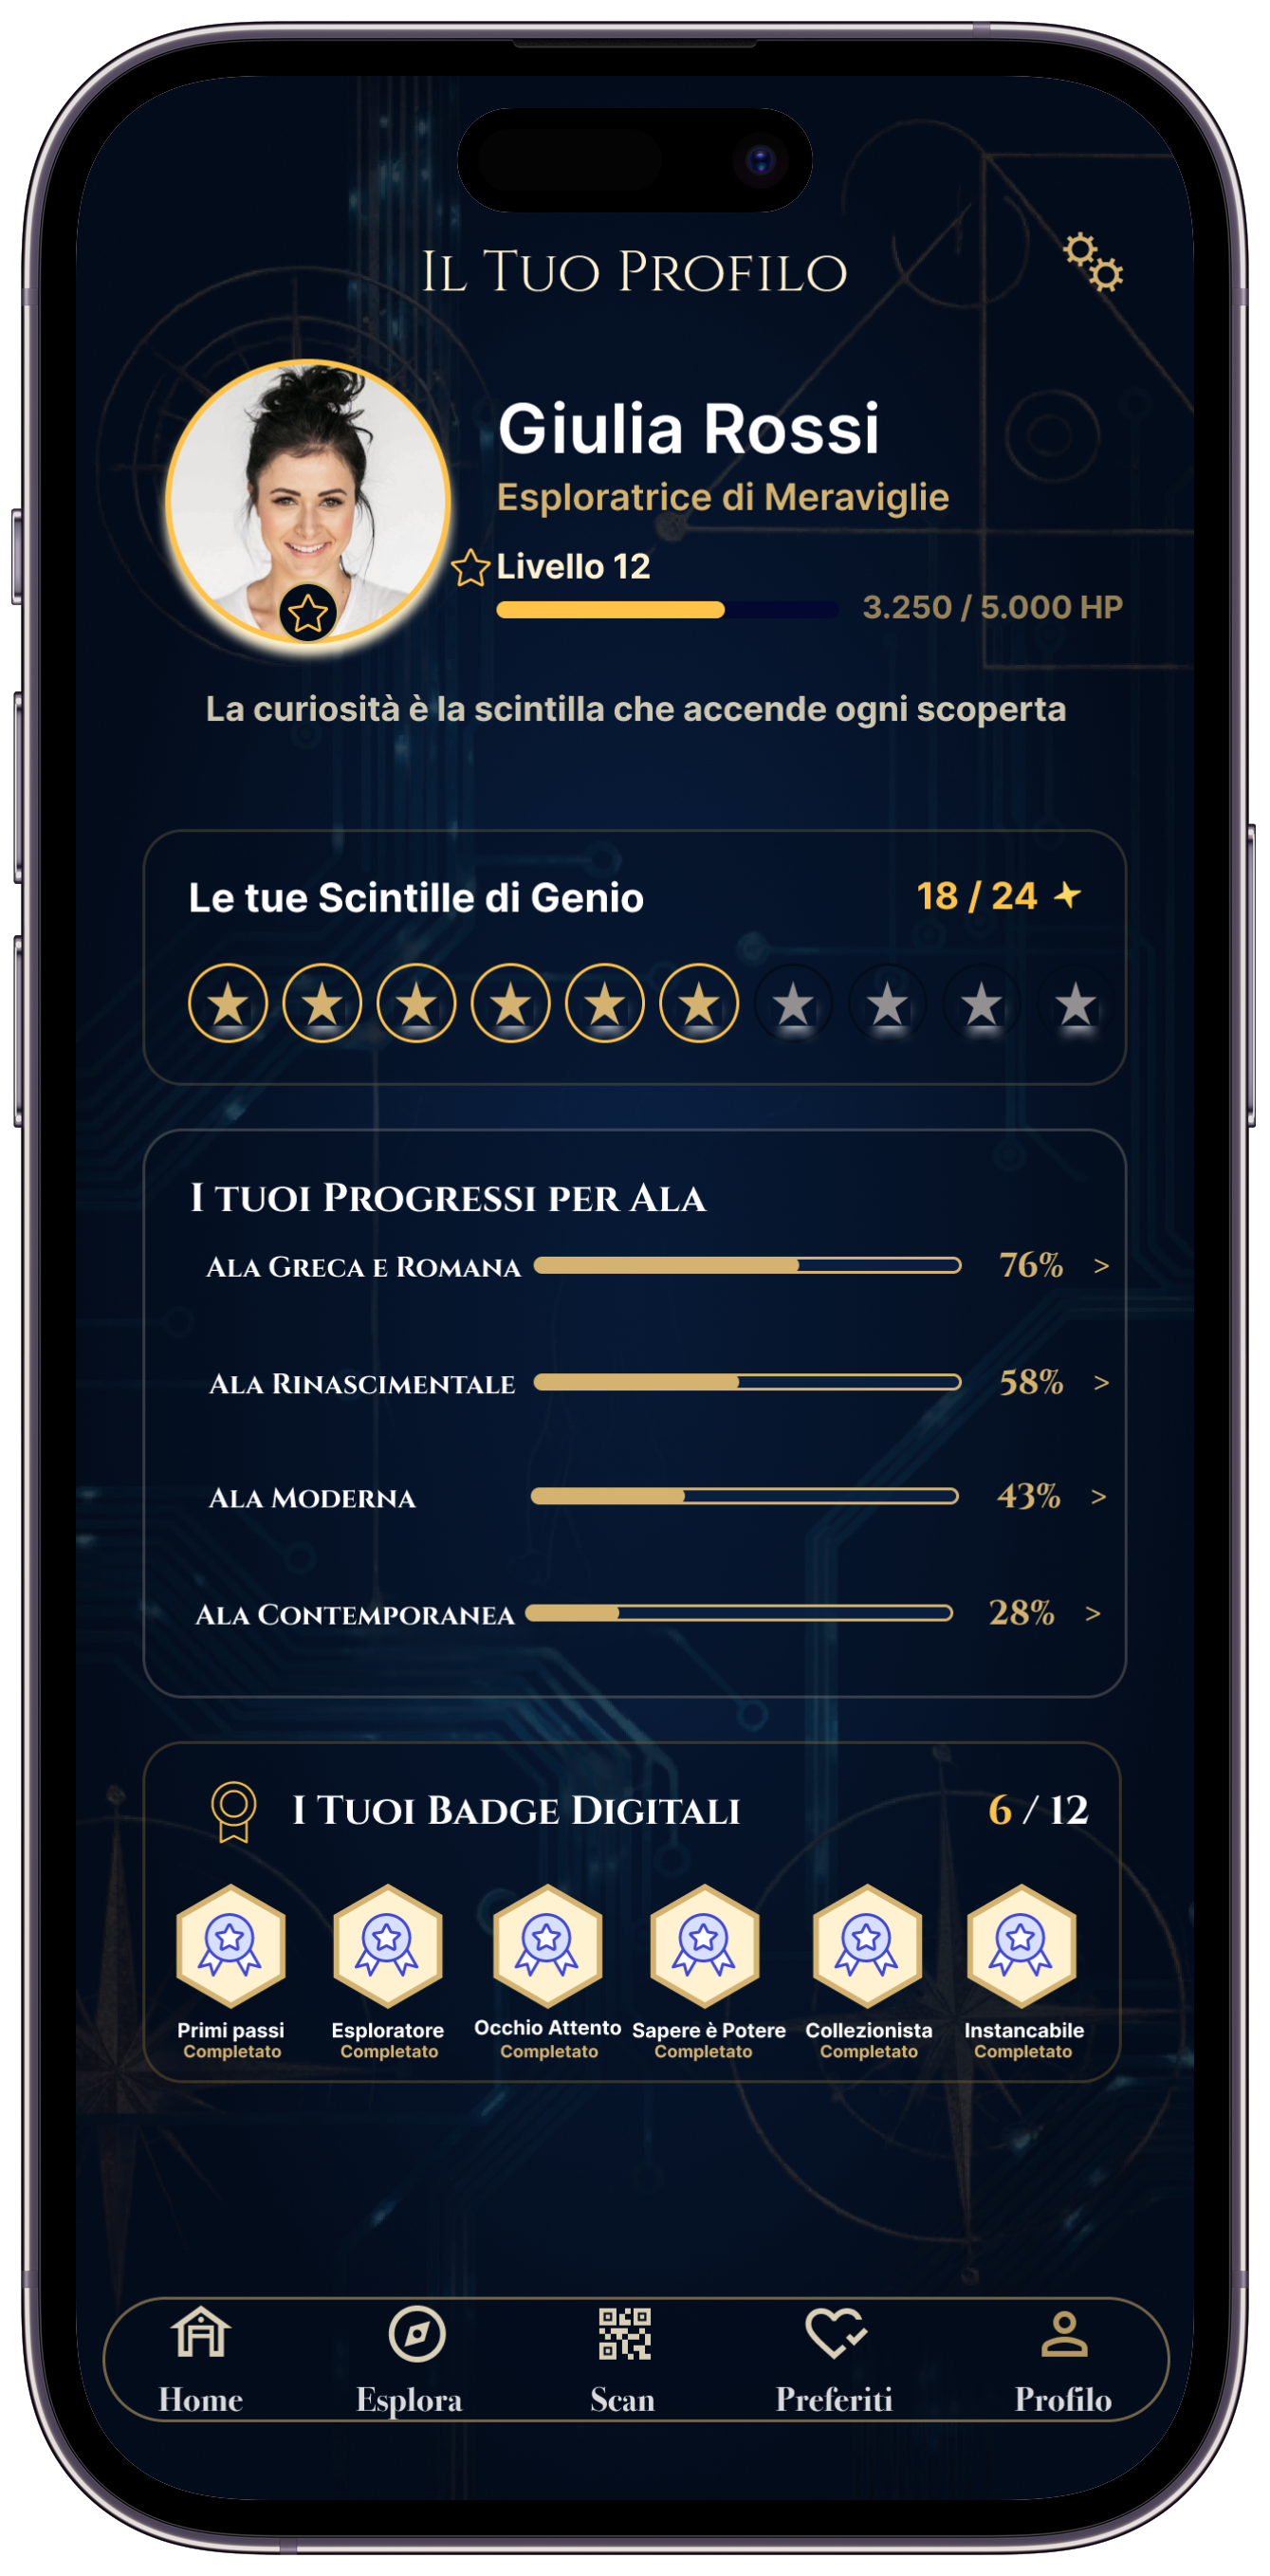 Il Tuo Profilo
Giulia Rossi
Esploratrice di Meraviglie
Livello 12
3.250 / 5.000 HP
La curiosità è la scintilla che accende ogni scoperta
Le tue Scintille di Genio 18 / 24
I tuoi Progressi per Ala
Ala Greca e Romana 76% >
Ala Rinascimentale 58% >
Ala Moderna 43% >
Ala Contemporanea 28% >
I Tuoi Badge Digitali 6 / 12
Primi passi Esploratore Occhio Attento Sapere è Potere Collezionista Instancabile
Completato Completato Completato Completato Completato Completato
Home Esplora Scan Preferiti Profilo